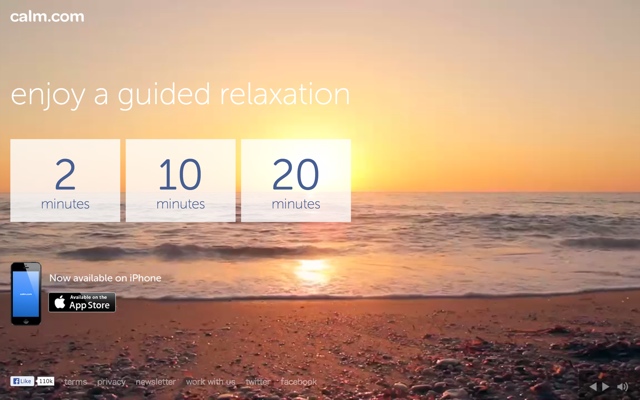 calm.com
enjoy a guided relaxation
2
minutes
10
minutes
20
minutes
Now available on iPhone
Available on the
App Store
Like
110k
terms privacy newsletter work with us twitter facebook